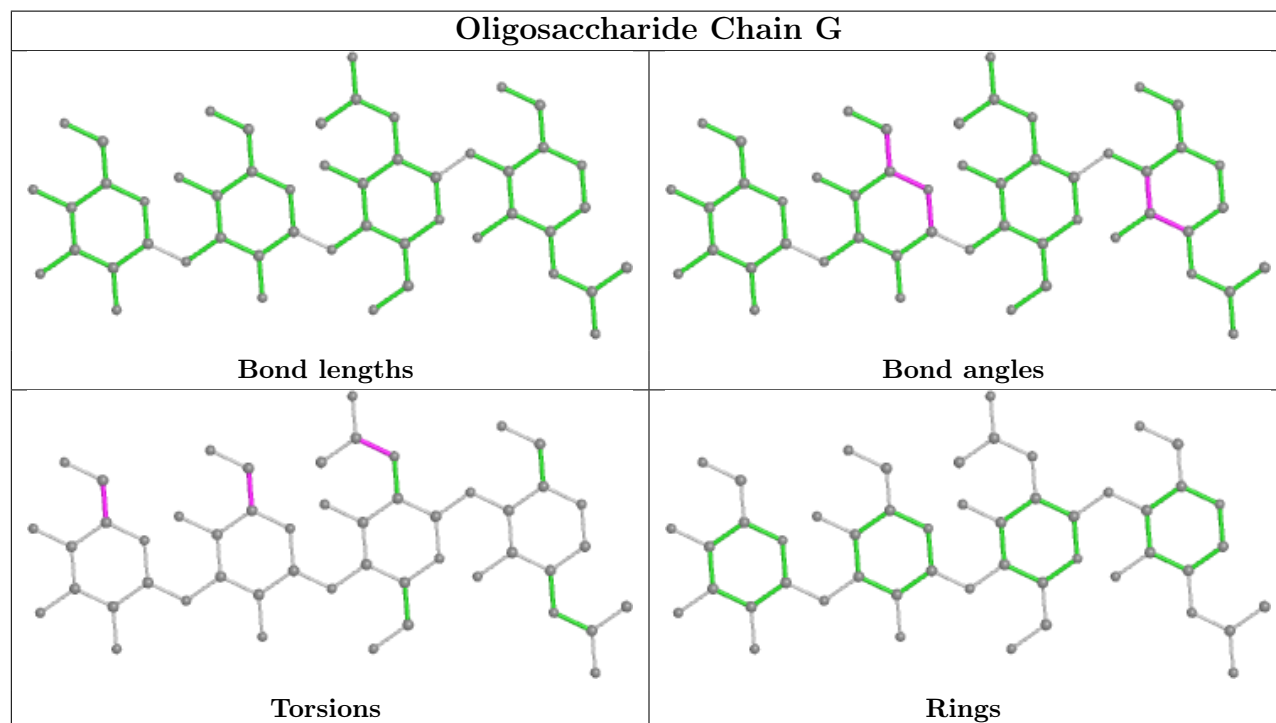 Oligosaccharide Chain G
Bond lengths
Bond angles
Torsions
Rings